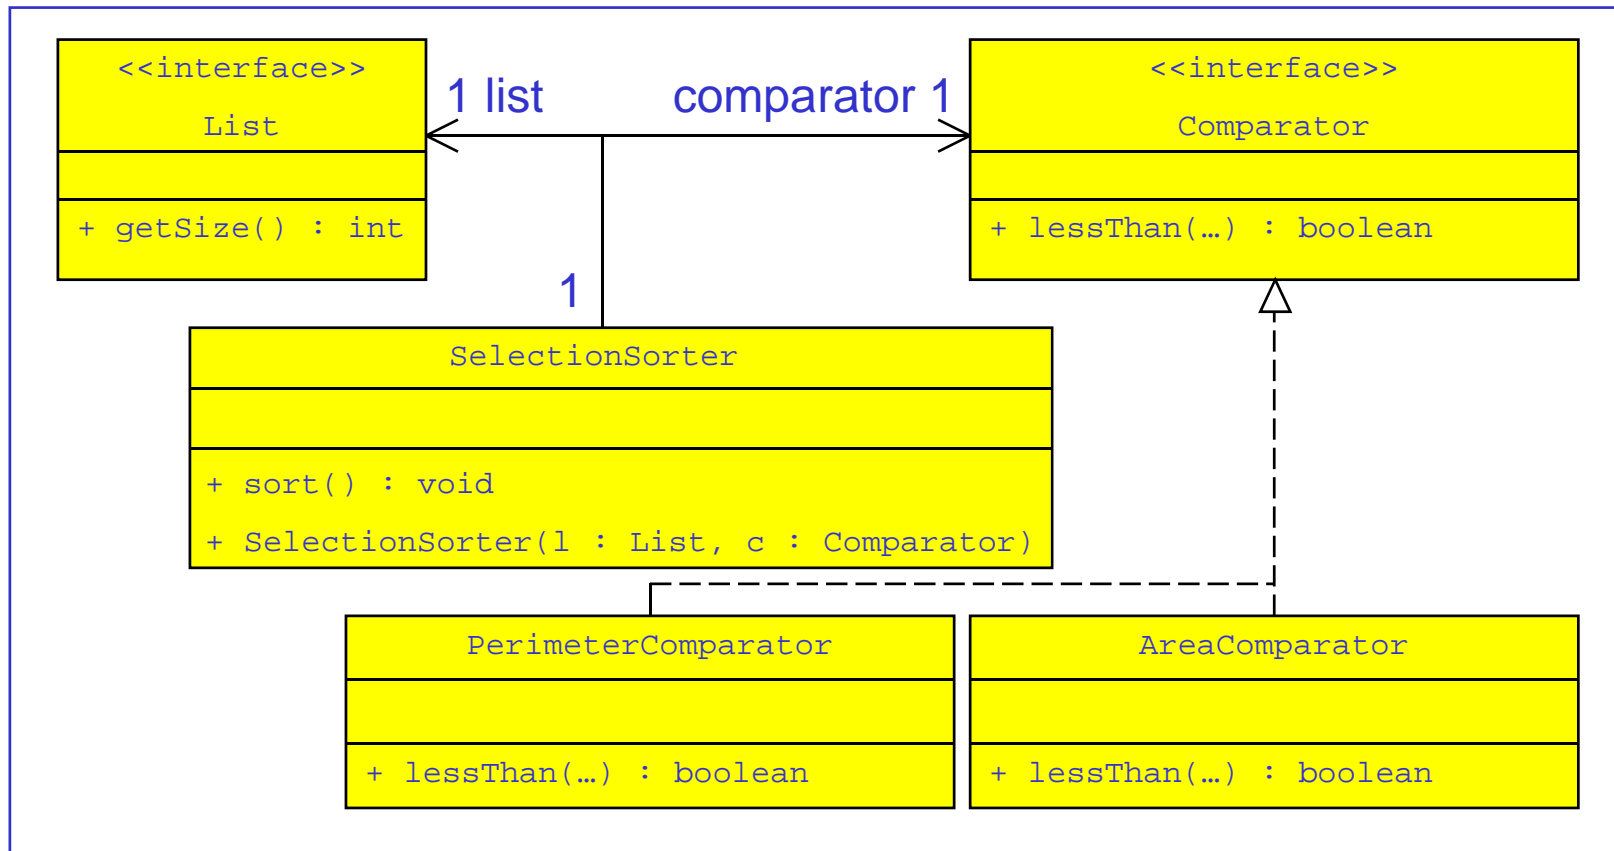 <<interface>>
List
+ getSize() : int
1 list
comparator 1
<<interface>>
Comparator
+ lessThan(…) : boolean
1
SelectionSorter
+ sort() : void
+ SelectionSorter(l : List, c : Comparator)
PerimeterComparator
+ lessThan(…) : boolean
AreaComparator
+ lessThan(…) : boolean